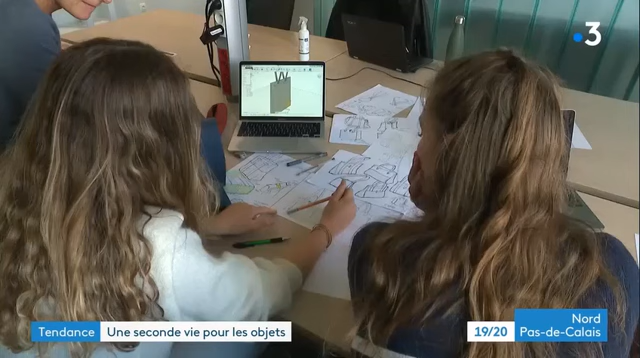 3
Tendance
Une seconde vie pour les objets
19/20
Nord
Pas-de-Calais